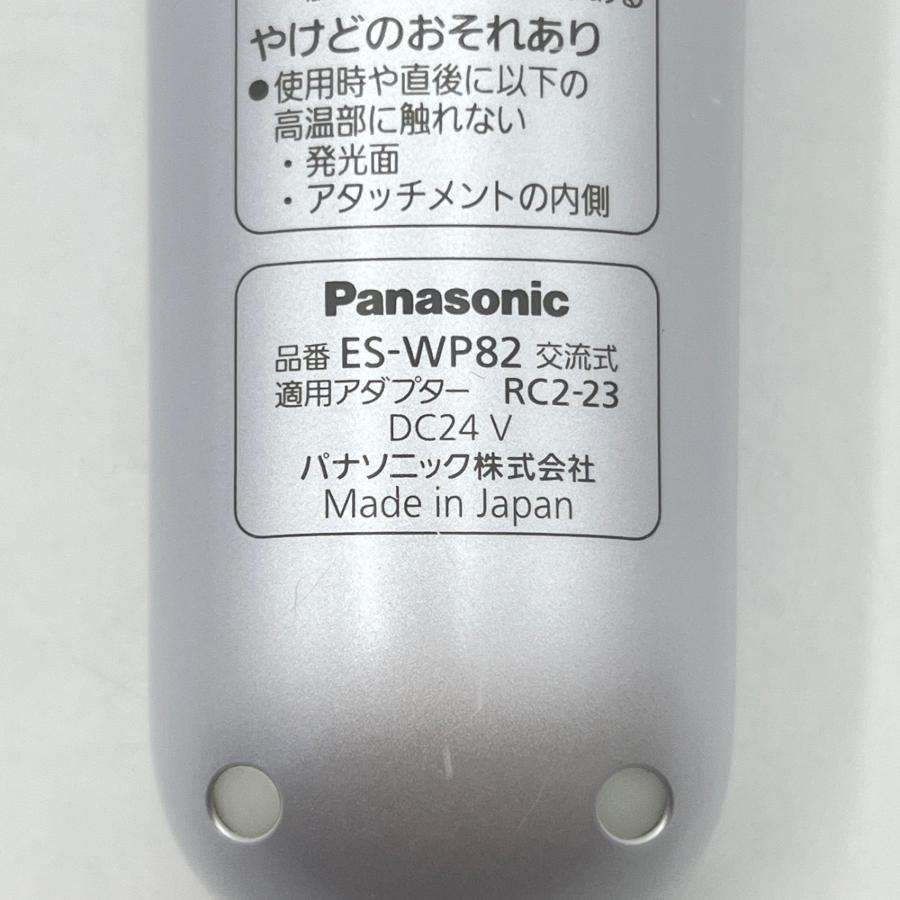 やけどのおそれあり
●使用時や直後に以下の
高温部に触れない
・発光面
・アタッチメントの内側
Panasonic
品番 ES-WP82 交流式
適用アダプター RC2-23
DC24 V
パナソニック株式会社
Made in Japan